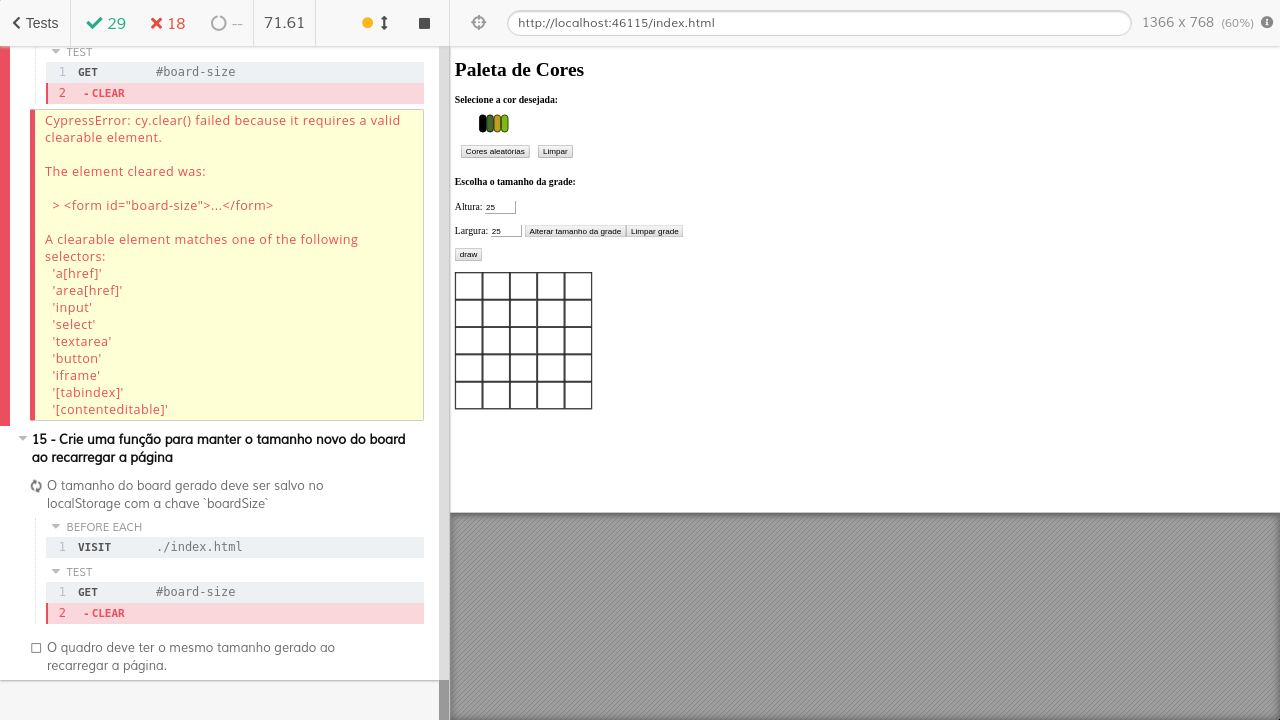 Tests
29
18
--
71.61
http://localhost:46115/index.html
1366 x 768 (60%)
TEST
1 GET #board-size
2 - CLEAR
CypressError: cy.clear() failed because it requires a valid
clearable element.
The element cleared was:
> <form id="board-size">...</form>
A clearable element matches one of the following
selectors:
'a[href]'
'area[href]'
'input'
'select'
'textarea'
'button'
'iframe'
'[tabindex]'
'[contenteditable]'
15 - Crie uma função para manter o tamanho novo do board
ao recarregar a página
O tamanho do board gerado deve ser salvo no
localStorage com a chave `boardSize`
BEFORE EACH
1 VISIT ./index.html
TEST
1 GET #board-size
2 - CLEAR
O quadro deve ter o mesmo tamanho gerado ao
recarregar a página.
Paleta de Cores
Selecione a cor desejada:
Cores aleatórias Limpar
Escolha o tamanho da grade:
Altura: 25
Largura: 25 Alterar tamanho da grade Limpar grade
draw